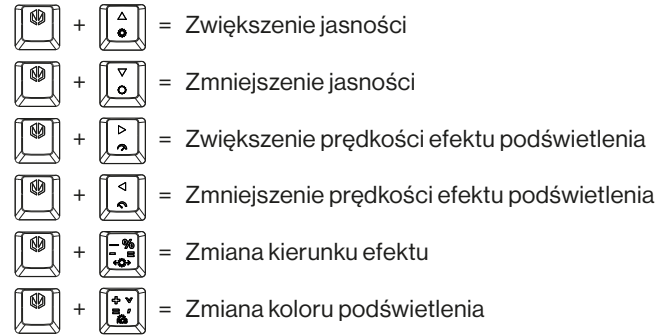 + = Zwiększenie jasności
+ = Zmniejszenie jasności
+ = Zwiększenie prędkości efektu podświetlenia
+ = Zmniejszenie prędkości efektu podświetlenia
+ = Zmiana kierunku efektu
+ = Zmiana koloru podświetlenia